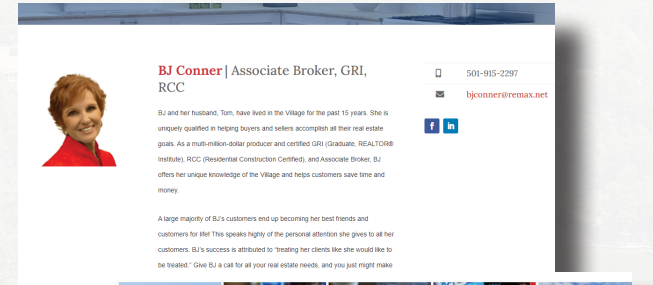 BJ Conner | Associate Broker, GRI,
RCC
BJ and her husband, Tom, have lived in the Village for the past 15 years. She is
uniquely qualified in helping buyers and sellers accomplish all their real estate
goals. As a multi-million-dollar producer and certified GRI (Graduate, REALTOR®
Institute), RCC (Residential Construction Certified), and Associate Broker, BJ
offers her unique knowledge of the Village and helps customers save time and
money.
A large majority of BJ's customers end up becoming her best friends and
customers for life! This speaks highly of the personal attention she gives to all her
customers. BJ's success is attributed to "treating her clients like she would like to
be treated." Give BJ a call for all your real estate needs, and you just might make
501-915-2297
bjconner@remax.net
f in